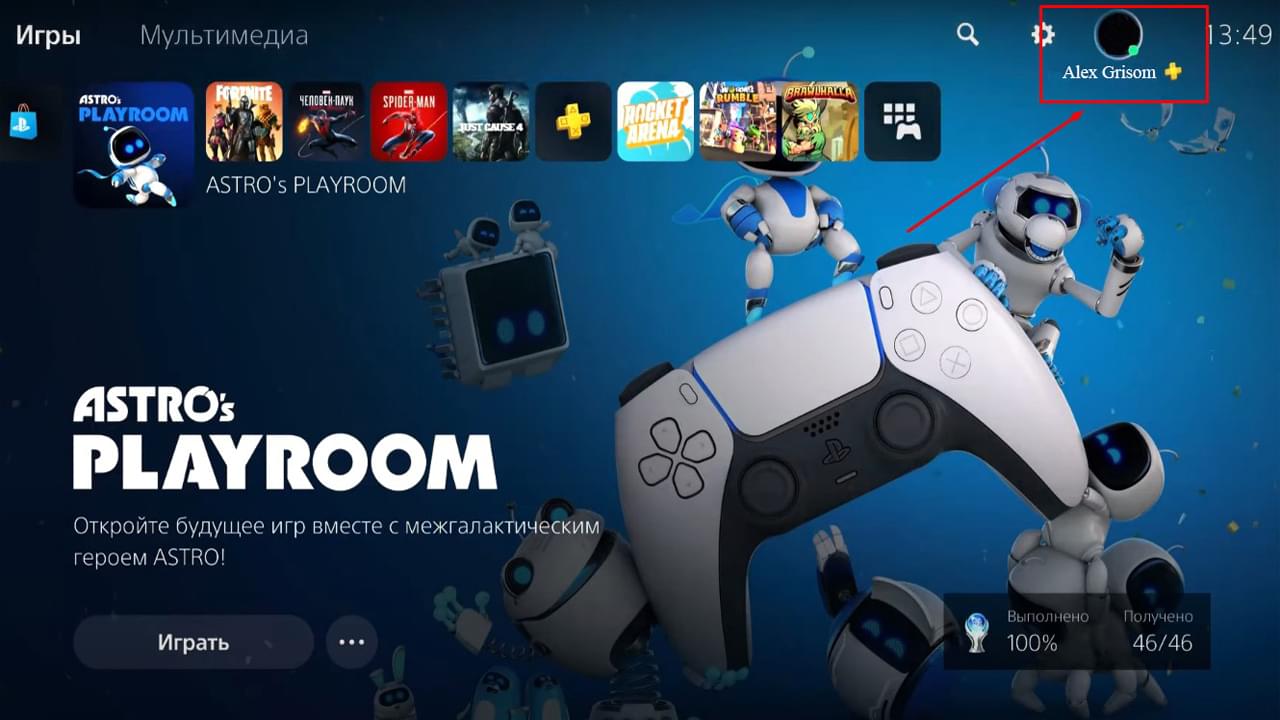 Игры
Мультимедиа
Alex Grisom
13:49
ASTRO's
PLAYROOM
FORTNITE
ЧЕЛОВЕК-ПАУК
SPIDER-MAN
JUST CAUSE 4
ROCKET
ARENA
RUMBLE
BRAWLHALLA
ASTRO's PLAYROOM
ASTRO's
PLAYROOM
Откройте будущее игр вместе с межгалактическим
героем ASTRO!
Играть
Выполнено
Получено
100%
46/46